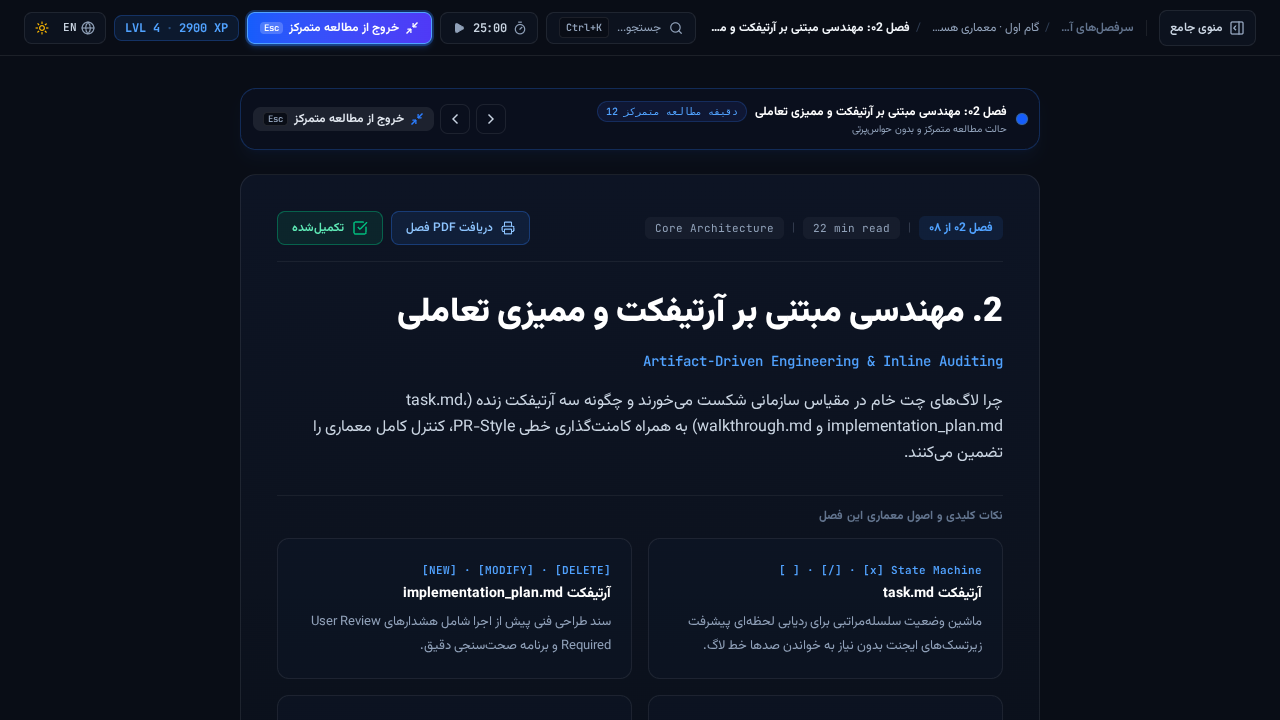 منوی جامع
سرفصل‌های آ...
/
گام اول · معماری هس...
/
فصل ۰2: مهندسی مبتنی بر آرتیفکت و م...
جستجو...
Ctrl+K
25:00
خروج از مطالعه متمرکز
Esc
LVL 4 · 2900 XP
EN
فصل ۰2: مهندسی مبتنی بر آرتیفکت و ممیزی تعاملی
12 دقیقه مطالعه متمرکز
حالت مطالعه متمرکز و بدون حواس‌پرتی
خروج از مطالعه متمرکز
Esc
فصل ۰2 از ۰۸
22 min read
Core Architecture
دریافت PDF فصل
تکمیل‌شده
2. مهندسی مبتنی بر آرتیفکت و ممیزی تعاملی
Artifact-Driven Engineering & Inline Auditing
چرا لاگ‌های چت خام در مقیاس سازمانی شکست می‌خورند و چگونه سه آرتیفکت زنده (task.md،
implementation_plan.md و walkthrough.md) به همراه کامنت‌گذاری خطی PR-Style، کنترل کامل معماری را
تضمین می‌کنند.
نکات کلیدی و اصول معماری این فصل
[ ] · [/] · [x] State Machine
آرتیفکت task.md
ماشین وضعیت سلسله‌مراتبی برای ردیابی لحظه‌ای پیشرفت
زیرتسک‌های ایجنت بدون نیاز به خواندن صدها خط لاگ.
[NEW] · [MODIFY] · [DELETE]
آرتیفکت implementation_plan.md
سند طراحی فنی پیش از اجرا شامل هشدارهای User Review
Required و برنامه صحت‌سنجی دقیق.